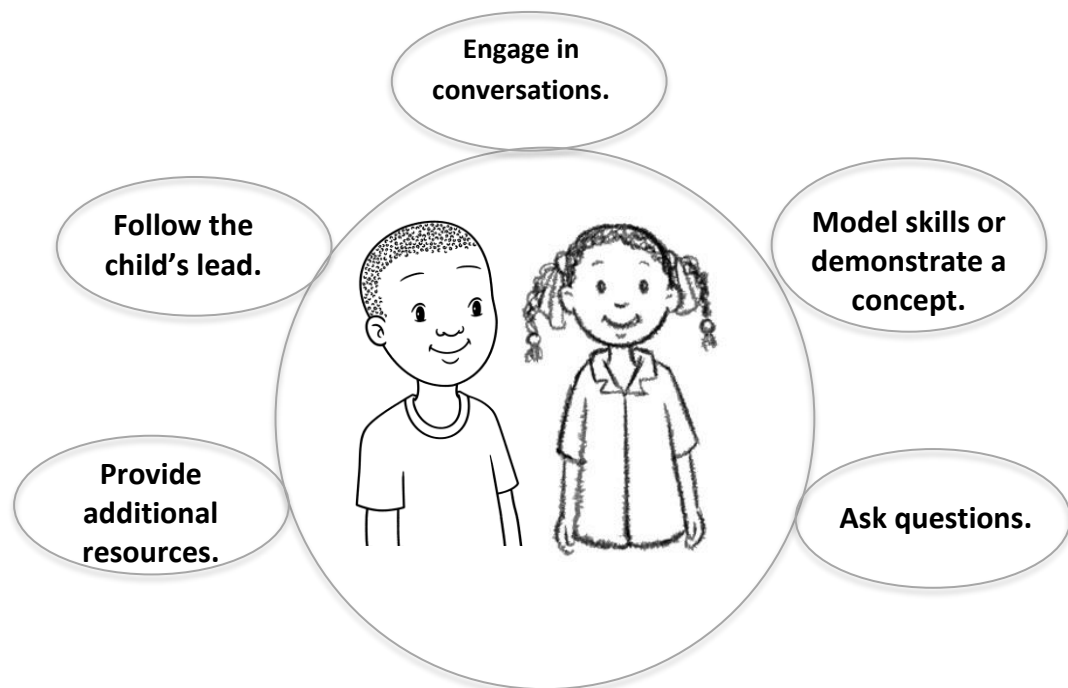 Engage in
conversations.
Follow the
child’s lead.
Model skills or
demonstrate a
concept.
Provide
additional
resources.
Ask questions.